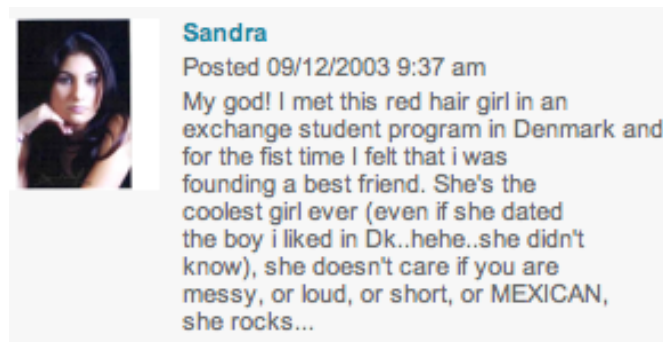 Sandra
Posted 09/12/2003 9:37 am
My god! I met this red hair girl in an
exchange student program in Denmark and
for the fist time I felt that i was
founding a best friend. She's the
coolest girl ever (even if she dated
the boy i liked in Dk..hehe..she didn't
know), she doesn't care if you are
messy, or loud, or short, or MEXICAN,
she rocks...